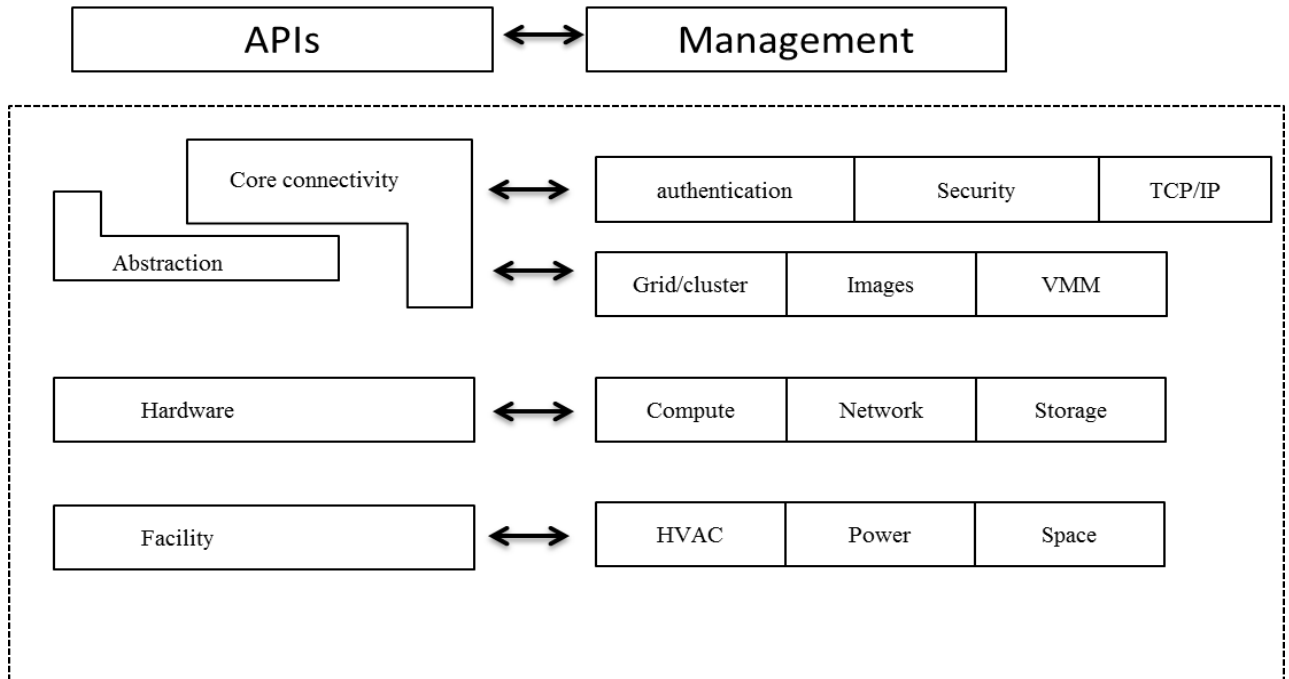 APIs Management
Core connectivity authentication Security TCP/IP
Abstraction Grid/cluster Images VMM
Hardware Compute Network Storage
Facility HVAC Power Space